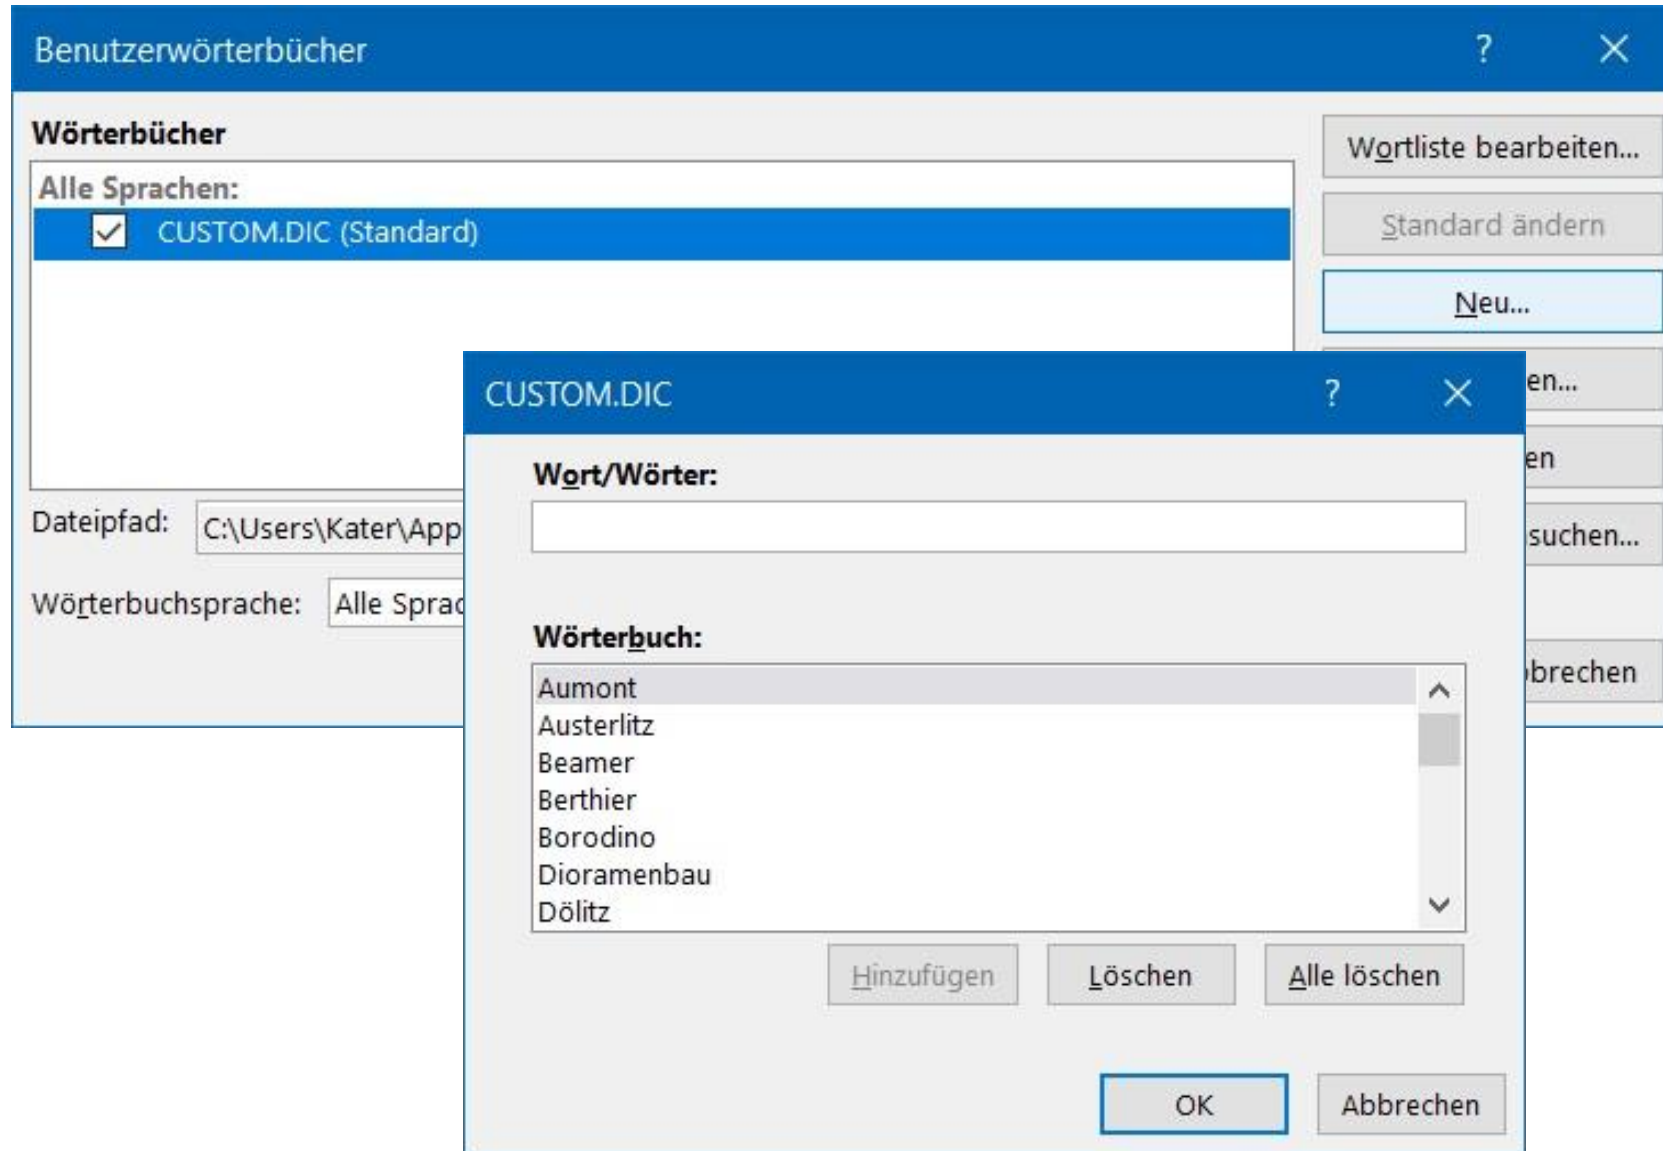 Benutzerwörterbücher
Wörterbücher
Alle Sprachen:
CUSTOM.DIC (Standard)
Wortliste bearbeiten...
Standard ändern
Neu...
en...
en
suchen...
Dateipfad: C:\Users\Kater\App
Wörterbuchsprache: Alle Sprac
brechen
CUSTOM.DIC
Wort/Wörter:
Wörterbuch:
Aumont
Austerlitz
Beamer
Berthier
Borodino
Dioramenbau
Dölitz
Hinzufügen Löschen Alle löschen
OK Abbrechen